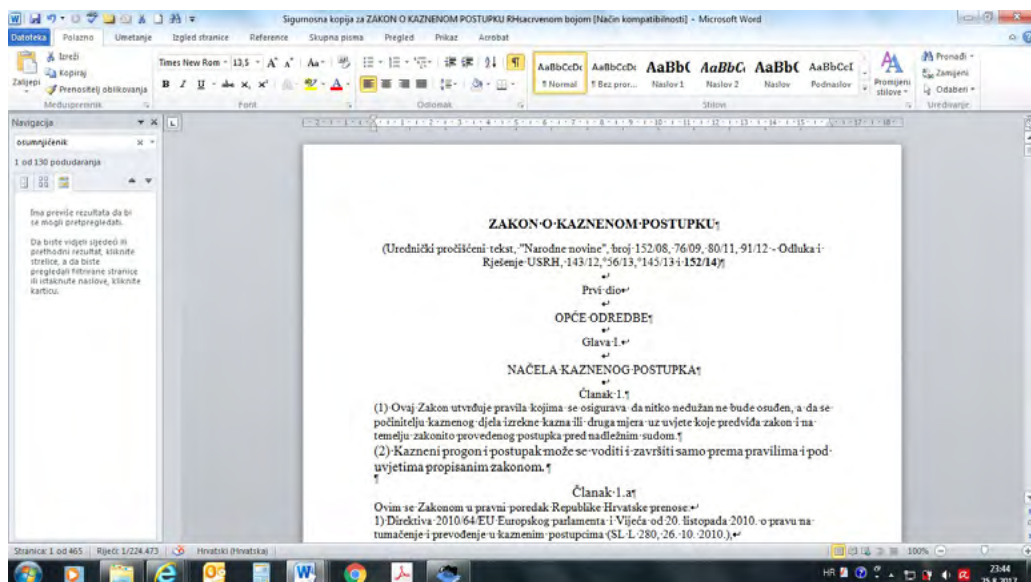 Sigurnosna kopija za ZAKON O KAZNENOM POSTUPKU RHsacrvenom bojom [Način kompatibilnosti] - Microsoft Word
Datoteka Polazno Umetanje Izgled stranice Reference Skupna pisma Pregled Prikaz Acrobat
Zalijepi
Izreži
Kopiraj
Prenositelj oblikovanja
Međuspremnik
Times New Rom 13,5
Font
Odlomak
AaBbCcDc AaBbCcDc AaBbC AaBbC AaBbC AaBbCcI
¶ Normal ¶ Bez pror... Naslov 1 Naslov 2 Naslov Podnaslov
Promijeni stilove
Stilovi
Pronađi
Zamijeni
Odaberi
Uređivanje
Navigacija
osumnjičenik
1 od 130 podudaranja
Ima previše rezultata da bi
se mogli pretpregledati.
Da biste vidjeli sljedeći ili
prethodni rezultat, kliknite
strelice, a da biste
pregledali filtrirane stranice
ili istaknute naslove, kliknite
karticu.
ZAKON·O·KAZNENOM·POSTUPKU¶
(Urednički·pročišćeni·tekst,·"Narodne·novine",·broj·152/08,·76/09,·80/11,·91/12·-·Odluka·i·
Rješenje·USRH,·143/12,°56/13,°145/13·i·152/14)¶
Prvi·dio↵
OPĆE·ODREDBE¶
Glava·I.↵
NAČELA·KAZNENOG·POSTUPKA¶
Članak·1.¶
(1)·Ovaj·Zakon·utvrđuje·pravila·kojima·se·osigurava·da·nitko·nedužan·ne·bude·osuđen,·a·da·se·
počinitelju·kaznenog·djela·izrekne·kazna·ili·druga·mjera·uz·uvjete·koje·predviđa·zakon·i·na·
temelju·zakonito·provedenog·postupka·pred·nadležnim·sudom.¶
(2)·Kazneni·progon·i·postupak·može·se·voditi·i·završiti·samo·prema·pravilima·i·pod·
uvjetima·propisanim·zakonom.¶
Članak·1.a¶
Ovim·se·Zakonom·u·pravni·poredak·Republike·Hrvatske·prenose:↵
1)·Direktiva·2010/64/EU·Europskog·parlamenta·i·Vijeća·od·20.·listopada·2010.·o·pravu·na·
tumačenje·i·prevođenje·u·kaznenim·postupcima·(SL·L·280,·26.·10.·2010.),↵
Stranica: 1 od 465 Riječi: 1/224.473 Hrvatski (Hrvatska) 100%
HR 23:44